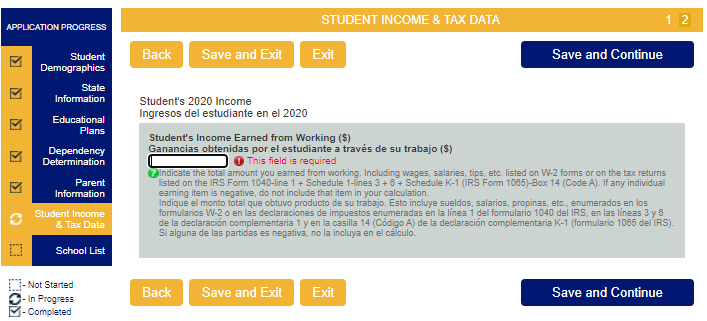 APPLICATION PROGRESS
Student
Demographics
State
Information
Educational
Plans
Dependency
Determination
Parent
Information
Student Income
& Tax Data
School List
- Not Started
- In Progress
- Completed
STUDENT INCOME & TAX DATA
1 2
Back Save and Exit Exit Save and Continue
Student's 2020 Income
Ingresos del estudiante en el 2020
Student's Income Earned from Working ($)
Ganancias obtenidas por el estudiante a través de su trabajo ($)
This field is required
Indicate the total amount you earned from working. Including wages, salaries, tips, etc. listed on W-2 forms or on the tax returns
listed on the IRS Form 1040-line 1 + Schedule 1-lines 3 + 6 + Schedule K-1 (IRS Form 1065)-Box 14 (Code A). If any individual
earning item is negative, do not include that item in your calculation.
Indique el monto total que obtuvo producto de su trabajo. Esto incluye sueldos, salarios, propinas, etc., enumerados en los
formularios W-2 o en las declaraciones de impuestos enumeradas en la línea 1 del formulario 1040 del IRS, en las líneas 3 y 6
de la declaración complementaria 1 y en la casilla 14 (Código A) de la declaración complementaria K-1 (formulario 1065 del IRS).
Si alguna de las partidas es negativa, no la incluya en el cálculo.
Back Save and Exit Exit Save and Continue